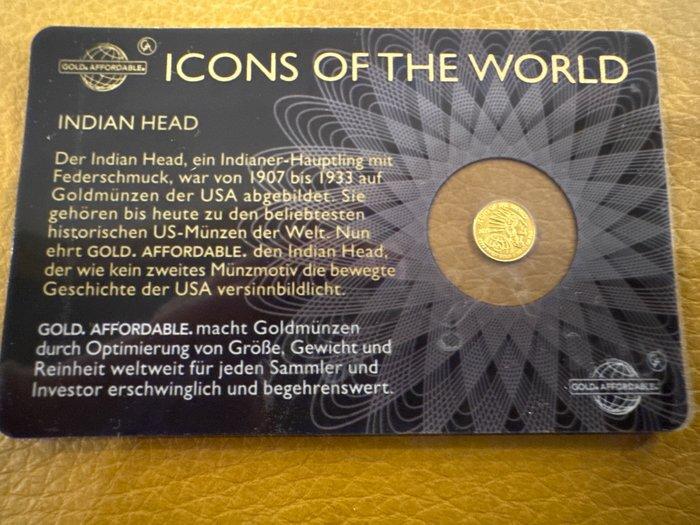 GOLD. AFFORDABLE.
GA
ICONS OF THE WORLD
INDIAN HEAD
Der Indian Head, ein Indianer-Hauptling mit
Federschmuck, war von 1907 bis 1933 auf
Goldmünzen der USA abgebildet. Sie
gehören bis heute zu den beliebtesten
historischen US-Münzen der Welt. Nun
ehrt GOLD. AFFORDABLE. den Indian Head,
der wie kein zweites Münzmotiv die bewegte
Geschichte der USA versinnbildlicht.
GOLD. AFFORDABLE. macht Goldmünzen
durch Optimierung von Größe, Gewicht und
Reinheit weltweit für jeden Sammler und
Investor erschwinglich und begehrenswert.
GA
GOLD. AFFORDABLE.